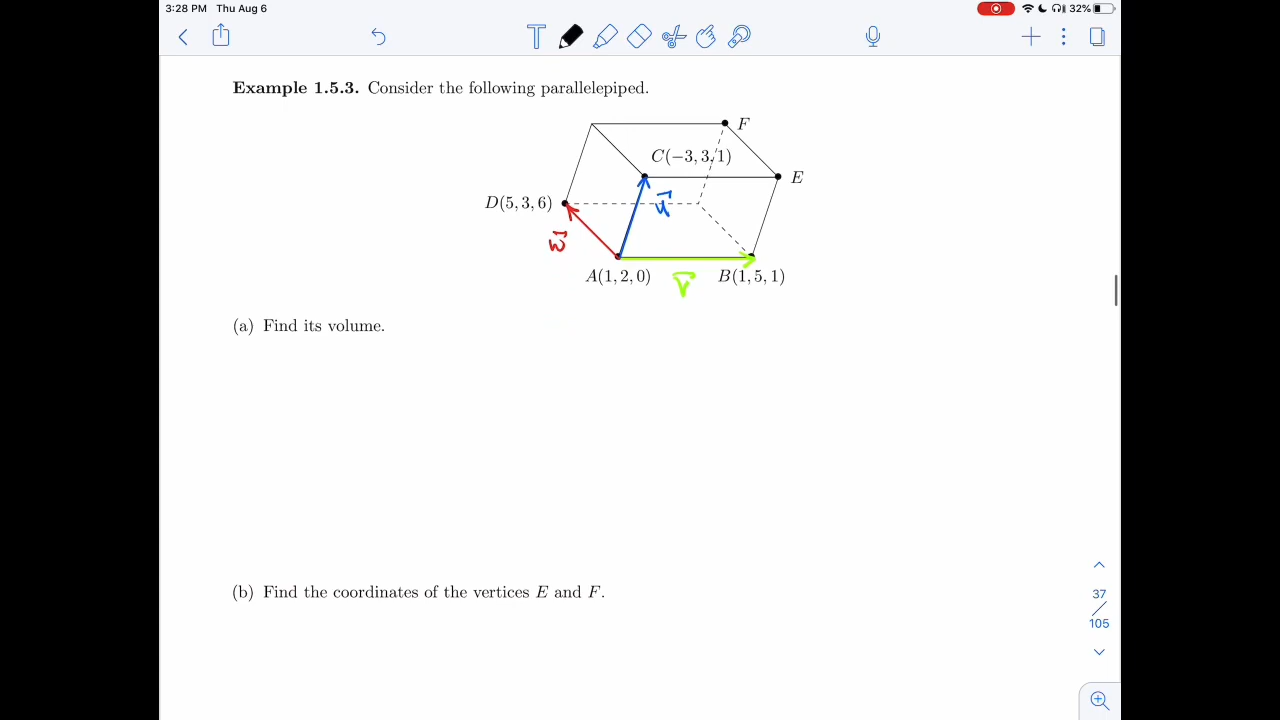 3:28 PM Thu Aug 6
32%
T
Example 1.5.3. Consider the following parallelepiped.
F
C(−3, 3, 1)
E
D(5, 3, 6)
u
w
A(1, 2, 0)
v
B(1, 5, 1)
(a) Find its volume.
(b) Find the coordinates of the vertices E and F.
37
105